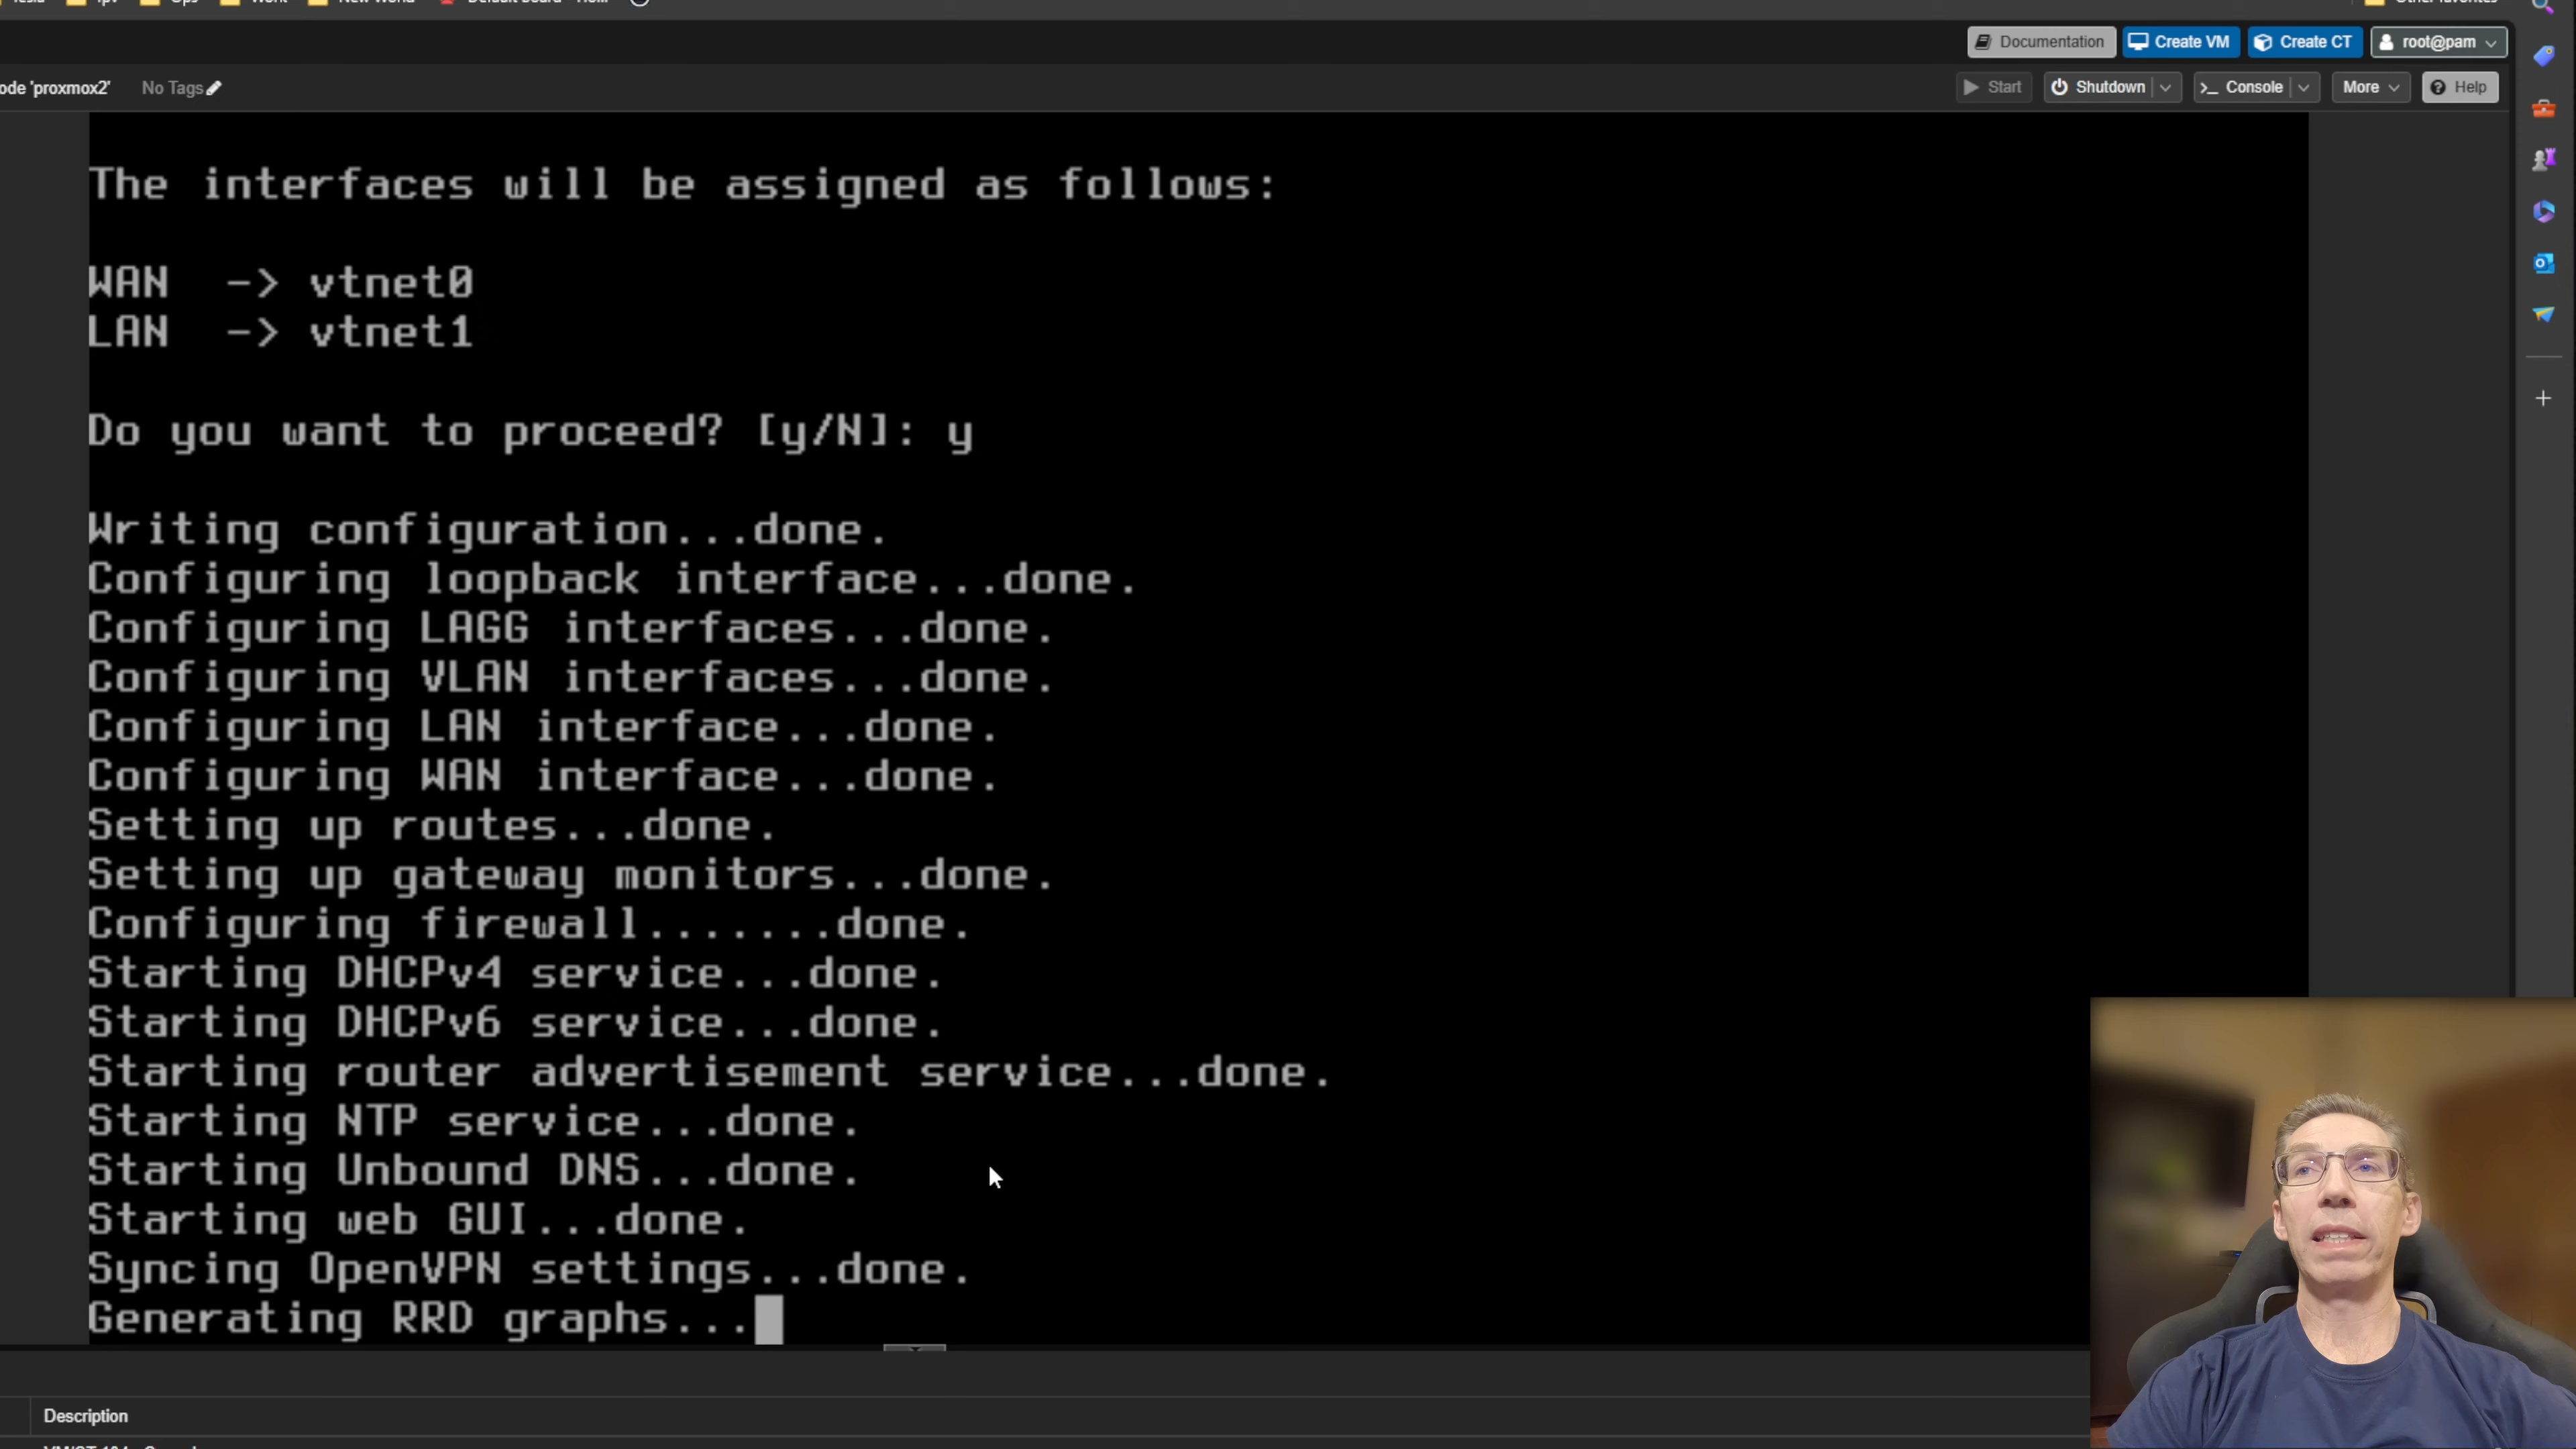 Ops
Work
New World
Documentation
Create VM
Create CT
root@pam
ode 'proxmox2'
No Tags
Start
Shutdown
Console
More
Help
The interfaces will be assigned as follows:
WAN  -> vtnet0
LAN  -> vtnet1
Do you want to proceed? [y/N]: y
Writing configuration...done.
Configuring loopback interface...done.
Configuring LAGG interfaces...done.
Configuring VLAN interfaces...done.
Configuring LAN interface...done.
Configuring WAN interface...done.
Setting up routes...done.
Setting up gateway monitors...done.
Configuring firewall.......done.
Starting DHCPv4 service...done.
Starting DHCPv6 service...done.
Starting router advertisement service...done.
Starting NTP service...done.
Starting Unbound DNS...done.
Starting web GUI...done.
Syncing OpenVPN settings...done.
Generating RRD graphs...
Description